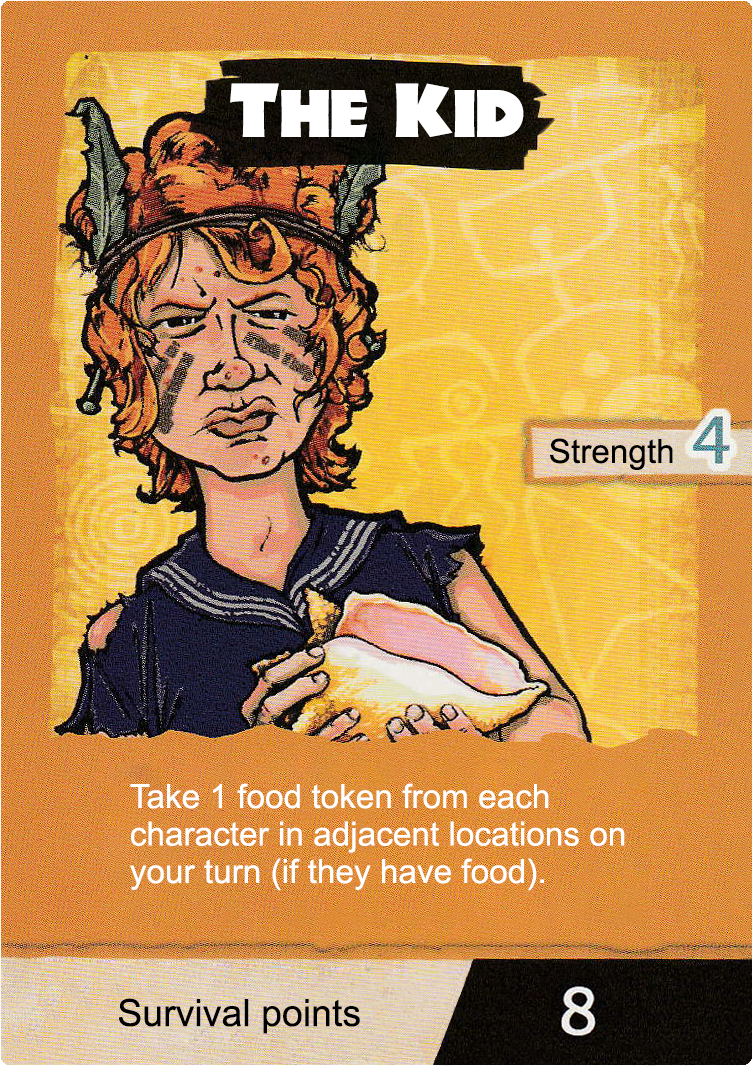 THE KID
Strength 4
Take 1 food token from each
character in adjacent locations on
your turn (if they have food).
Survival points 8